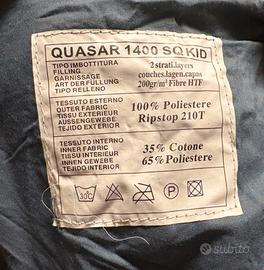 QUASAR 1400 SQ KID
TIPO IMBOTTITURA
FILLING
GARNISSAGE
ART DER FÜLLUNG
TIPO RELLENO
2 strati.layers
couches.lagen.capas
200gr/m² Fibre HTF
TESSUTO ESTERNO
OUTER FABRIC
TISSU EXTERIEUR
AUSSENGEWEBE
TEJIDO EXTERIOR
100% Poliestere
Ripstop 210T
TESSUTO INTERNO
INNER FABRIC
TISSU INTERIEUR
INNEN GEWEBE
TEJIDO INTERIOR
35% Cotone
65% Poliestere
30C
P
subito